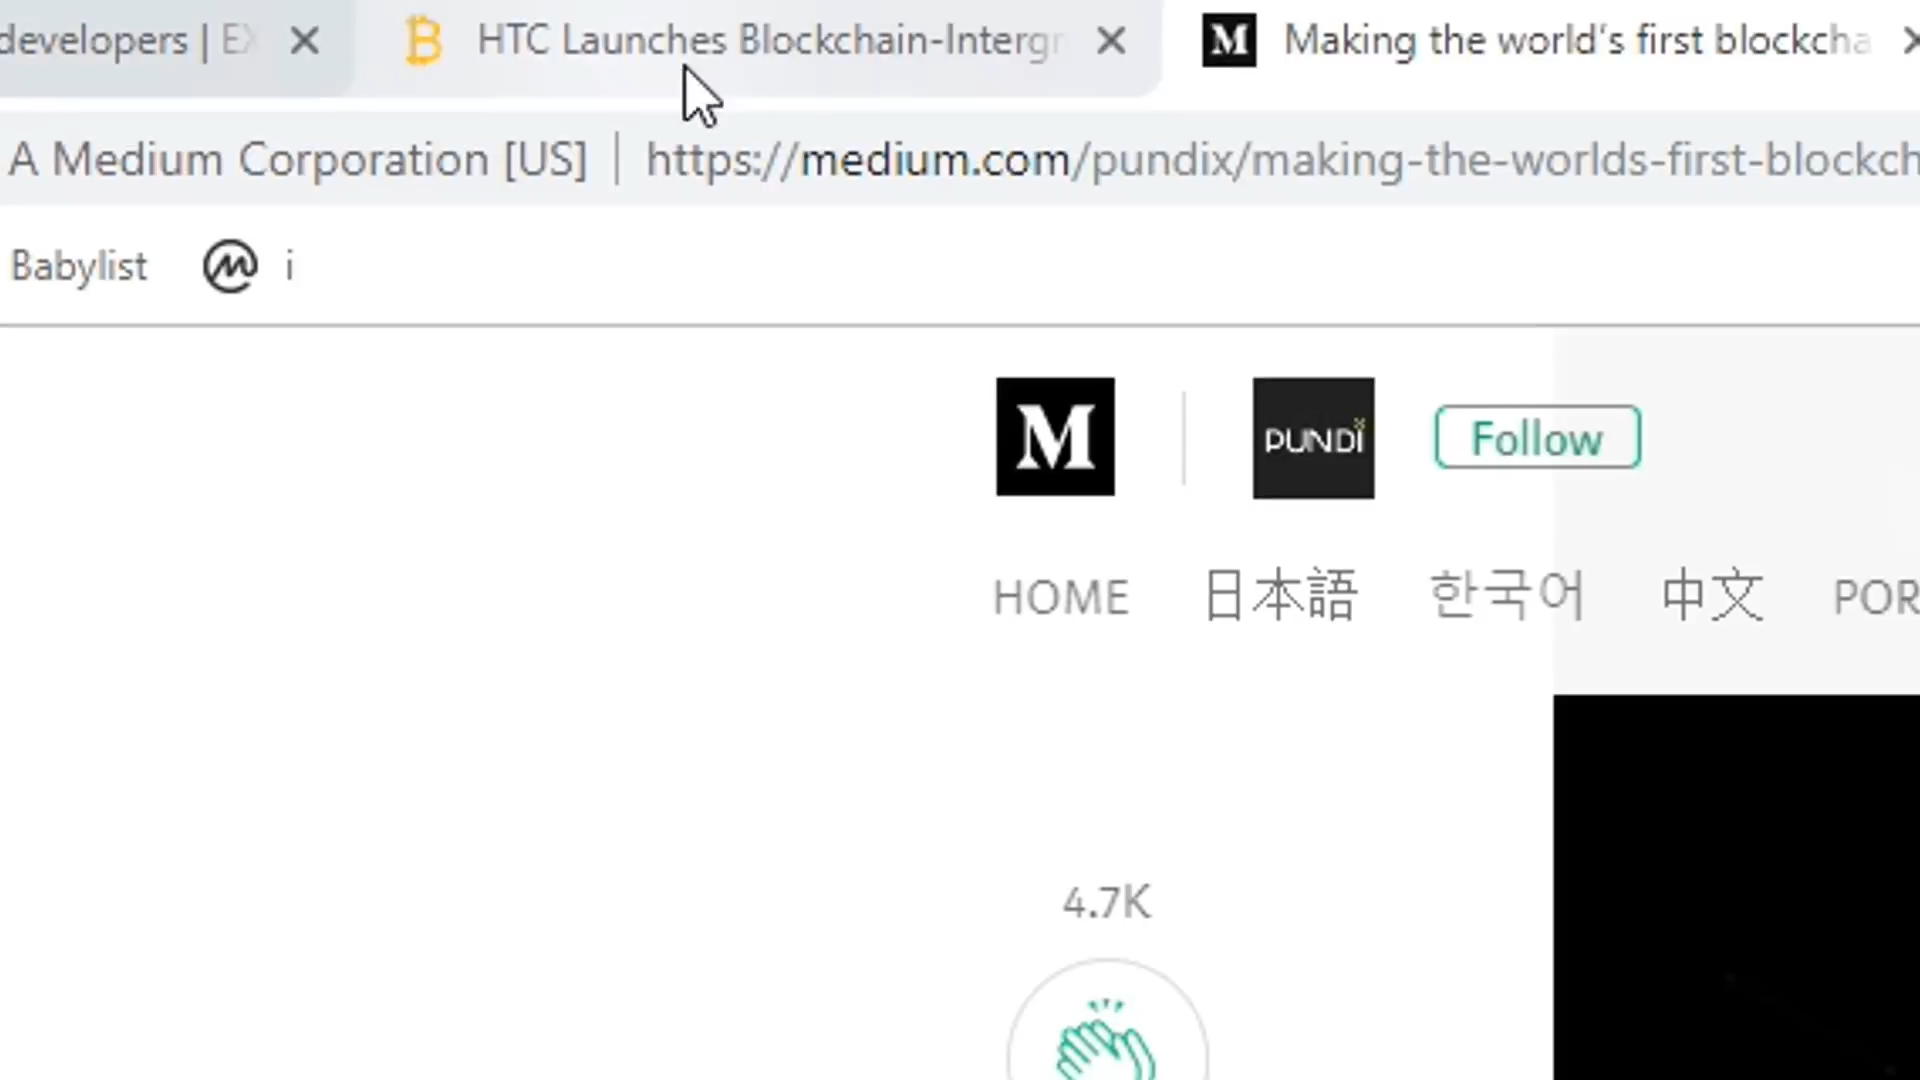 developers | EX
HTC Launches Blockchain-Intergr
M Making the world's first blockcha
A Medium Corporation [US] | https://medium.com/pundix/making-the-worlds-first-blockch
Babylist
i
M PUNDI Follow
HOME 日本語 한국어 中文 POR
4.7K